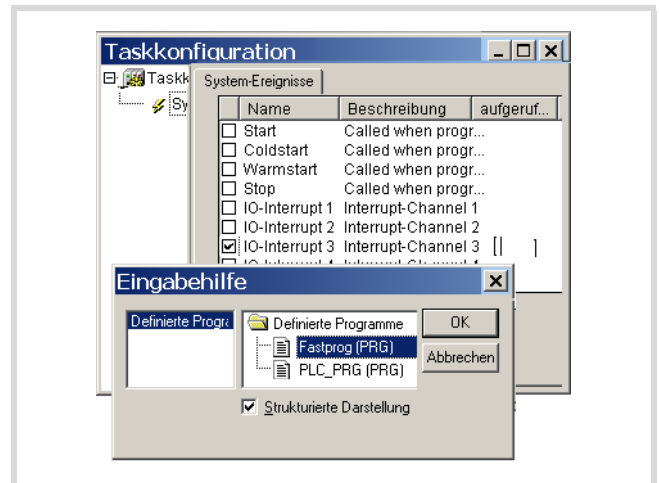 Taskkonfiguration
Taskk
Sy
System-Ereignisse
Name Beschreibung aufgeruf...
Start Called when progr...
Coldstart Called when progr...
Warmstart Called when progr...
Stop Called when progr...
IO-Interrupt 1 Interrupt-Channel 1
IO-Interrupt 2 Interrupt-Channel 2
IO-Interrupt 3 Interrupt-Channel 3
Eingabehilfe
Definierte Progra
Definierte Programme
Fastprog (PRG)
PLC_PRG (PRG)
OK
Abbrechen
Strukturierte Darstellung